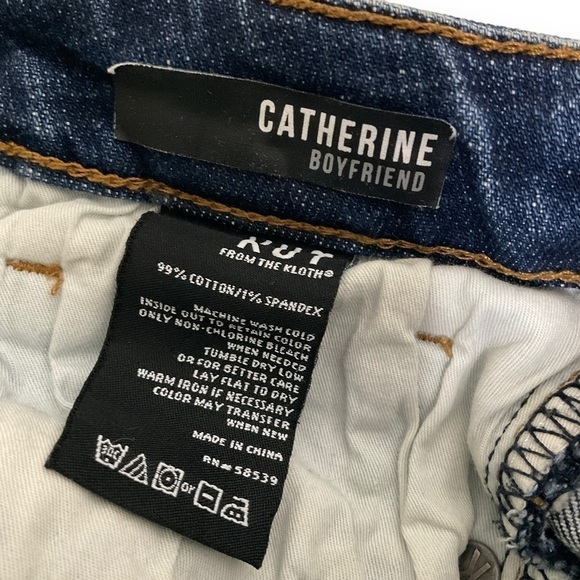 CATHERINE
BOYFRIEND
KUT
FROM THE KLOTH®
99% COTTON/1% SPANDEX
MACHINE WASH COLD
INSIDE OUT TO RETAIN COLOR
ONLY NON-CHLORINE BLEACH
WHEN NEEDED
TUMBLE DRY LOW
OR FOR BETTER CARE
LAY FLAT TO DRY
WARM IRON IF NECESSARY
COLOR MAY TRANSFER
WHEN NEW
MADE IN CHINA
RN# 58539
30C OR